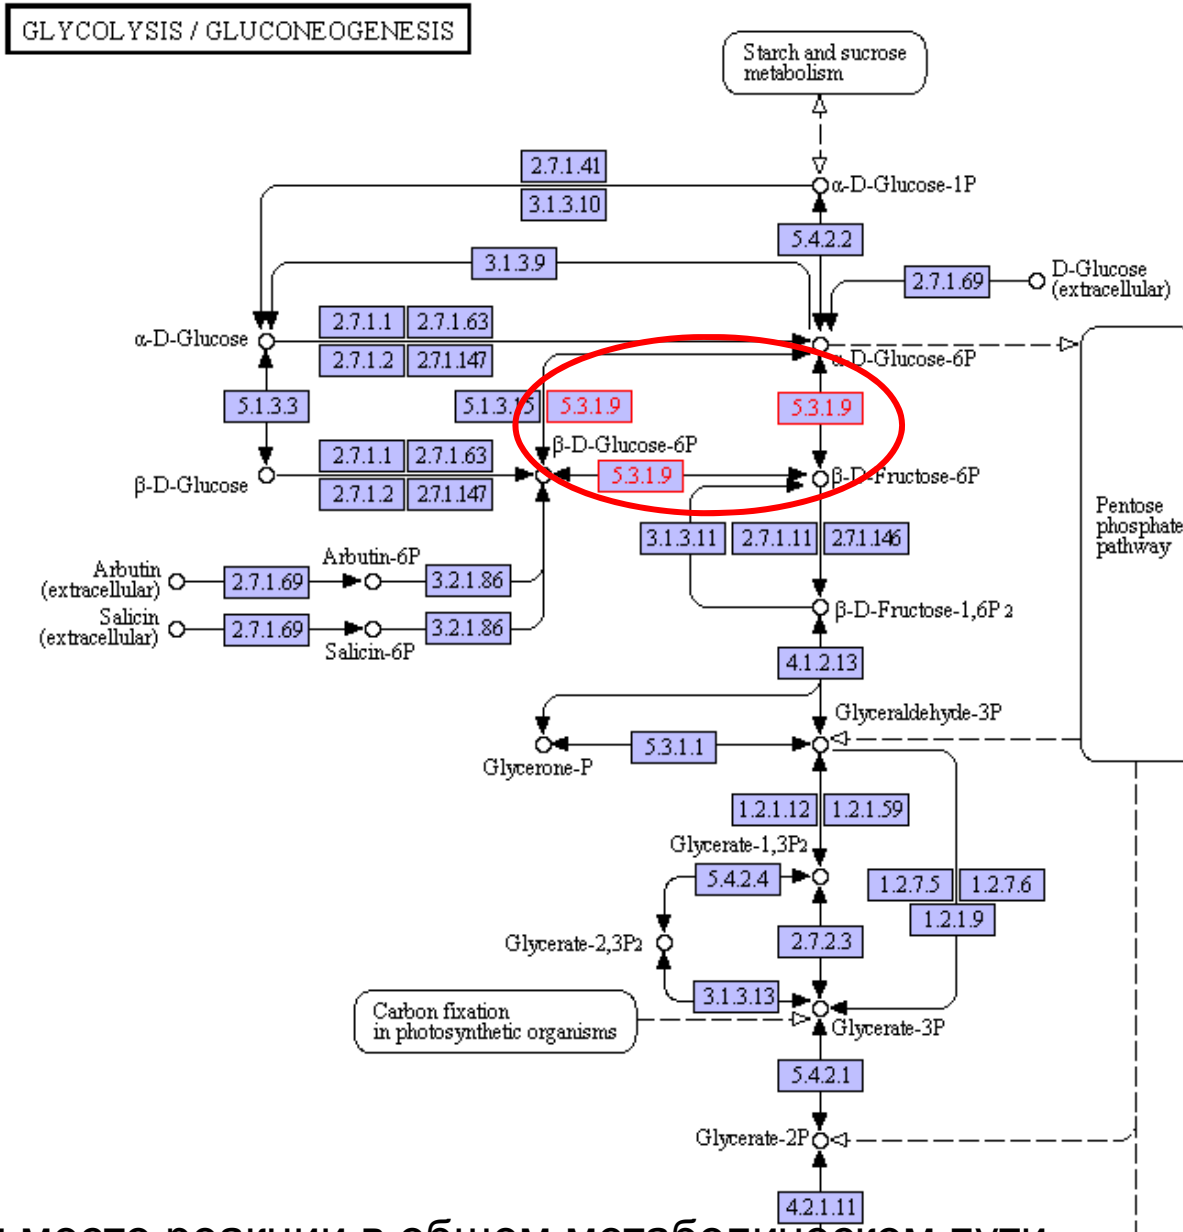 GLYCOLYSIS / GLUCONEOGENESIS
Starch and sucrose
metabolism
2.7.1.41
α-D-Glucose-1P
3.1.3.10
5.4.2.2
3.1.3.9
D-Glucose
(extracellular)
2.7.1.69
2.7.1.1 2.7.1.63
α-D-Glucose
2.7.1.2 2.7.1.147
α-D-Glucose-6P
5.1.3.3
5.1.3.15 5.3.1.9
5.3.1.9
β-D-Glucose-6P
2.7.1.1 2.7.1.63
β-D-Glucose
5.3.1.9
β-D-Fructose-6P
2.7.1.2 2.7.1.147
Pentose
phosphate
pathway
3.1.3.11 2.7.1.11 2.7.1.146
Arbutin-6P
Arbutin
(extracellular)
2.7.1.69
3.2.1.86
β-D-Fructose-1,6P2
Salicin
(extracellular)
2.7.1.69
3.2.1.86
Salicin-6P
4.1.2.13
Glyceraldehyde-3P
5.3.1.1
Glycerone-P
1.2.1.12 1.2.1.59
Glycerate-1,3P2
5.4.2.4
1.2.7.5 1.2.7.6
1.2.1.9
Glycerate-2,3P2
2.7.2.3
3.1.3.13
Carbon fixation
in photosynthetic organisms
Glycerate-3P
5.4.2.1
Glycerate-2P
4.2.1.11
место реакции в общем метаболическом пути